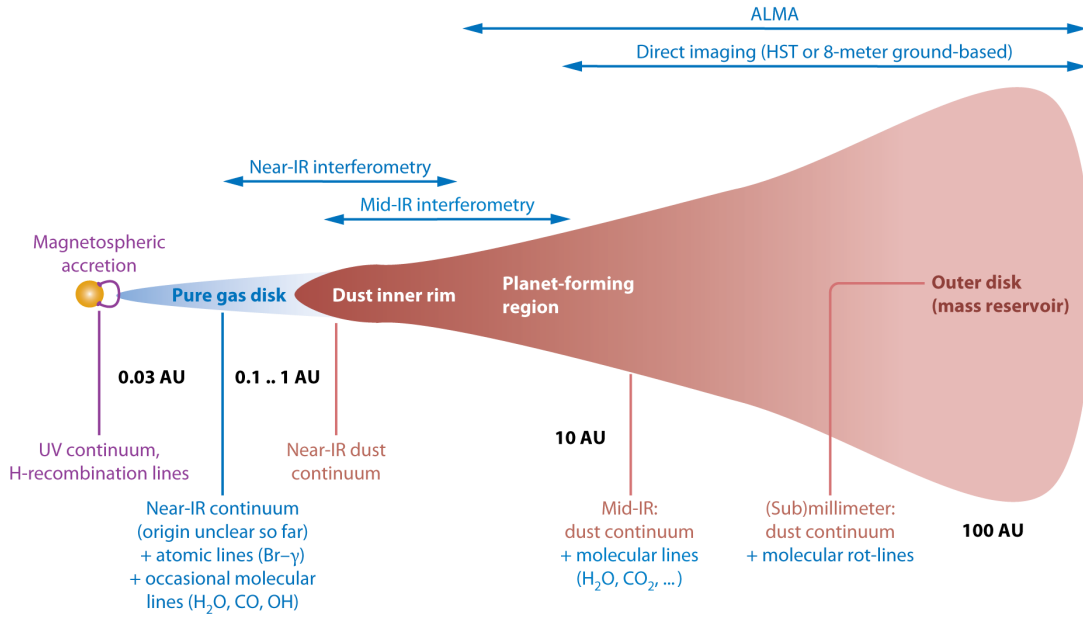 ALMA
Direct imaging (HST or 8-meter ground-based)
Near-IR interferometry
Mid-IR interferometry
Magnetospheric
accretion
Pure gas disk
Dust inner rim
Planet-forming
region
Outer disk
(mass reservoir)
0.03 AU
0.1 .. 1 AU
10 AU
100 AU
UV continuum,
H-recombination lines
Near-IR dust
continuum
Near-IR continuum
(origin unclear so far)
+ atomic lines (Br–γ)
+ occasional molecular
lines (H₂O, CO, OH)
Mid-IR:
dust continuum
+ molecular lines
(H₂O, CO₂, ...)
(Sub)millimeter:
dust continuum
+ molecular rot-lines